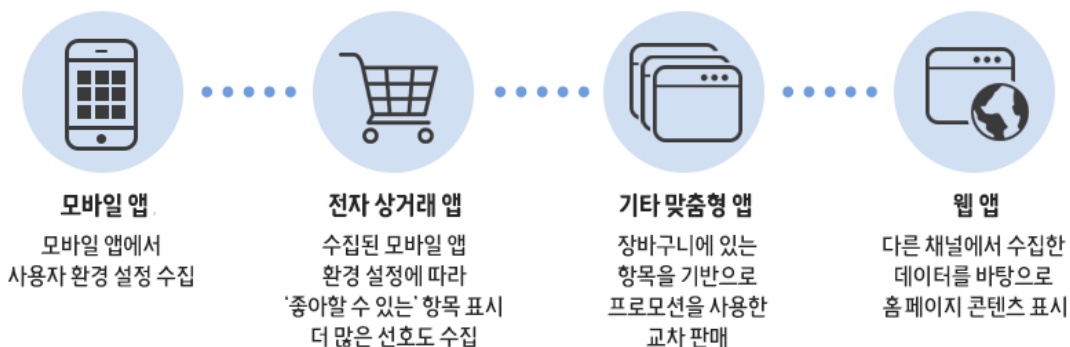 모바일 앱
모바일 앱에서
사용자 환경 설정 수집
전자 상거래 앱
수집된 모바일 앱
환경 설정에 따라
‘좋아할 수 있는’ 항목 표시
더 많은 선호도 수집
기타 맞춤형 앱
장바구니에 있는
항목을 기반으로
프로모션을 사용한
교차 판매
웹 앱
다른 채널에서 수집한
데이터를 바탕으로
홈 페이지 콘텐츠 표시